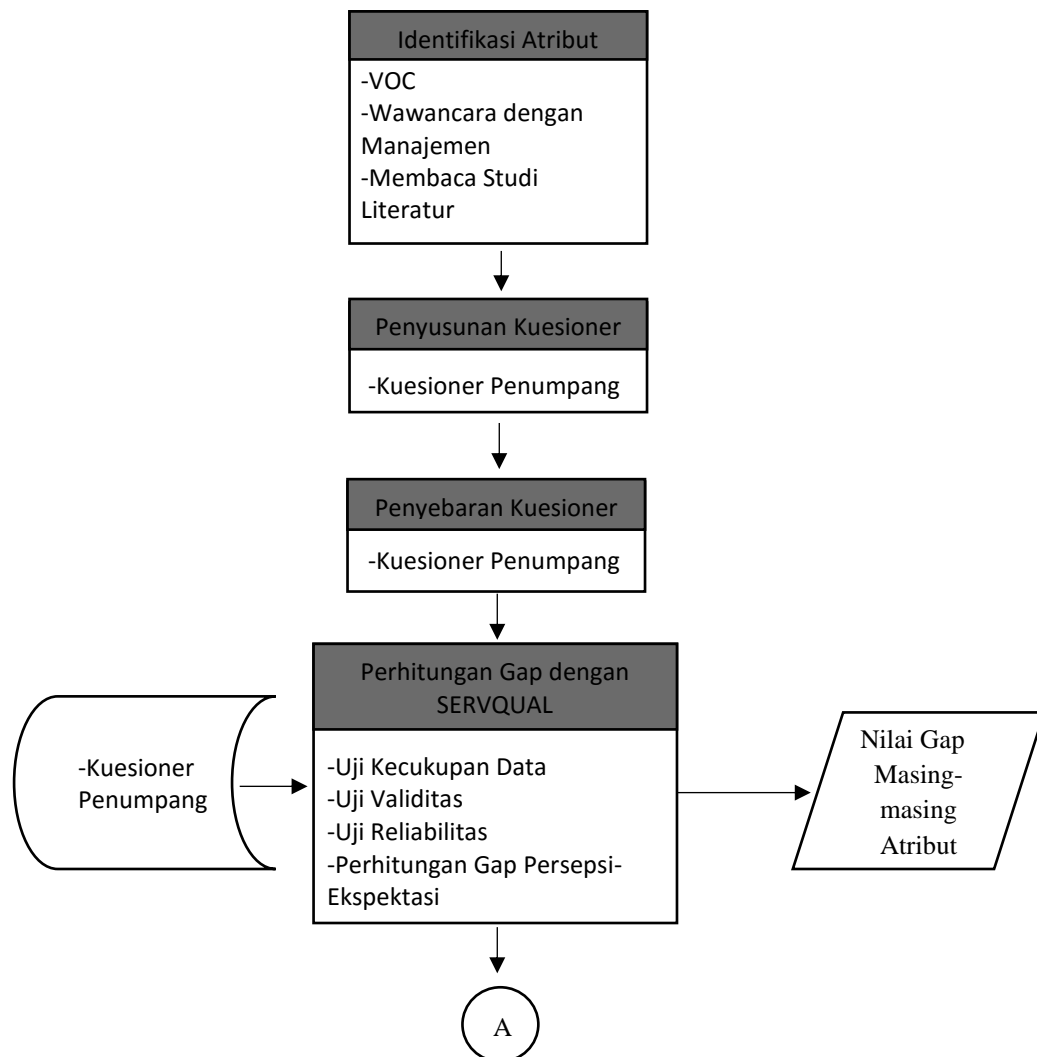 Identifikasi Atribut
-VOC
-Wawancara dengan
Manajemen
-Membaca Studi
Literatur
Penyusunan Kuesioner
-Kuesioner Penumpang
Penyebaran Kuesioner
-Kuesioner Penumpang
Perhitungan Gap dengan
SERVQUAL
-Kuesioner
Penumpang
-Uji Kecukupan Data
-Uji Validitas
-Uji Reliabilitas
-Perhitungan Gap Persepsi-
Ekspektasi
Nilai Gap
Masing-
masing
Atribut
A